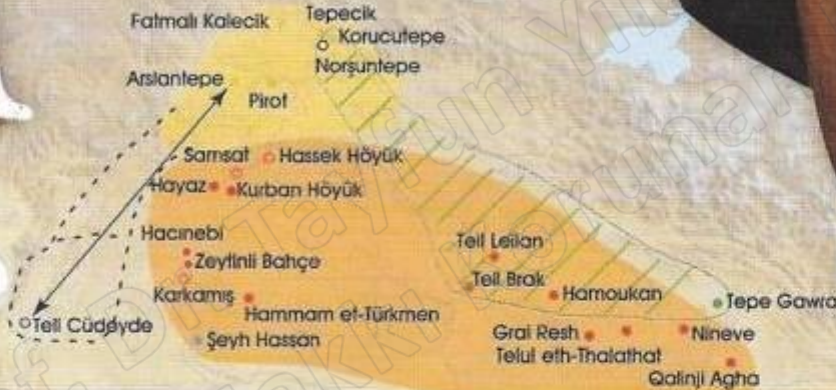 Fatmalı Kalecik
Tepecik
Korucutepe
Norşuntepe
Arslantepe
Pirot
Samsat
Hassek Höyük
Hayaz
Kurban Höyük
Hacınebi
Zeytinli Bahçe
Tell Leilan
Tell Brak
Karkamış
Hamoukan
Tepe Gawra
Hammam et-Türkmen
Tell Cüdeyde
Şeyh Hassan
Grai Resh
Nineve
Telul eth-Thalathat
Qalinji Agha
Tayfun